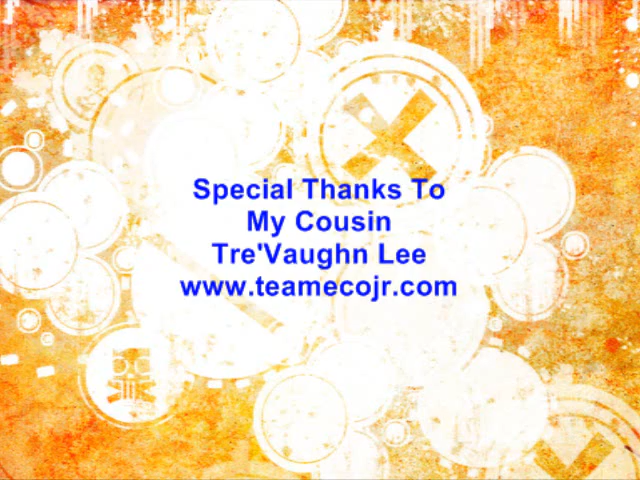 Special Thanks To
My Cousin
Tre'Vaughn Lee
www.teamecojr.com